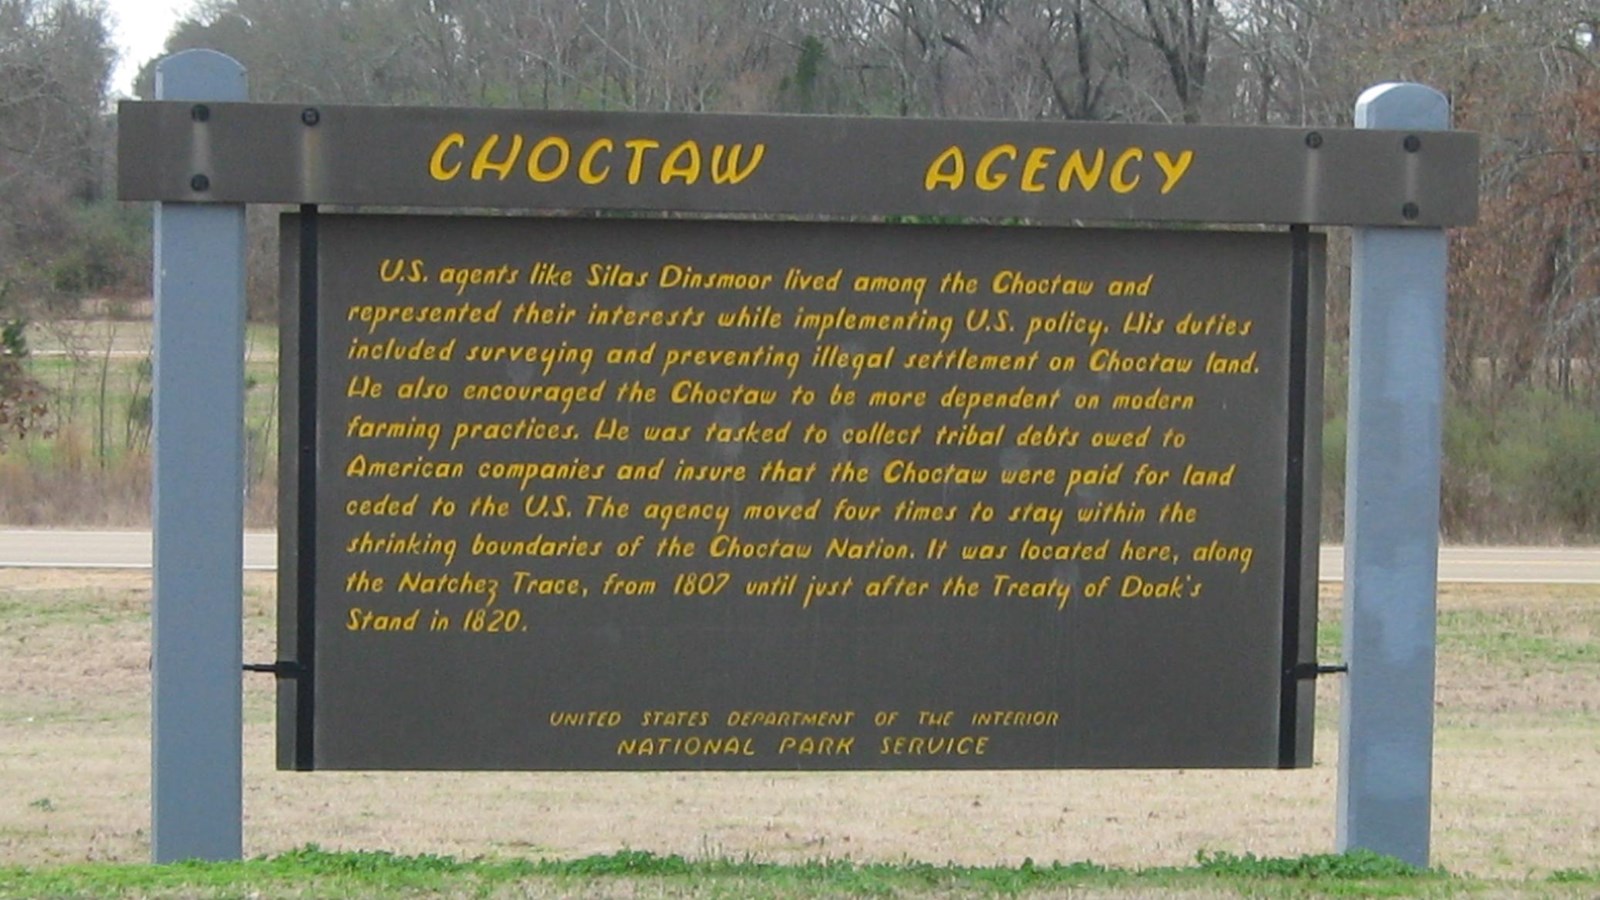 CHOCTAW AGENCY
U.S. agents like Silas Dinsmoor lived among the Choctaw and
represented their interests while implementing U.S. policy. His duties
included surveying and preventing illegal settlement on Choctaw land.
He also encouraged the Choctaw to be more dependent on modern
farming practices. He was tasked to collect tribal debts owed to
American companies and insure that the Choctaw were paid for land
ceded to the U.S. The agency moved four times to stay within the
shrinking boundaries of the Choctaw Nation. It was located here, along
the Natchez Trace, from 1807 until just after the Treaty of Doak's
Stand in 1820.
UNITED STATES DEPARTMENT OF THE INTERIOR
NATIONAL PARK SERVICE